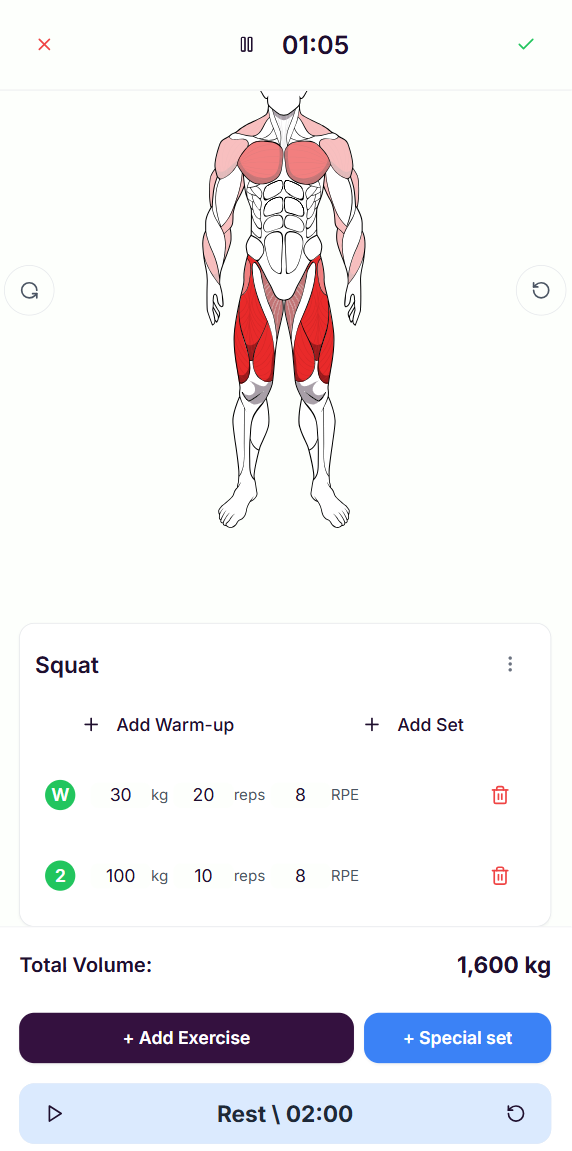 01:05
Squat
+ Add Warm-up + Add Set
W 30 kg 20 reps 8 RPE
2 100 kg 10 reps 8 RPE
Total Volume: 1,600 kg
+ Add Exercise + Special set
Rest \ 02:00